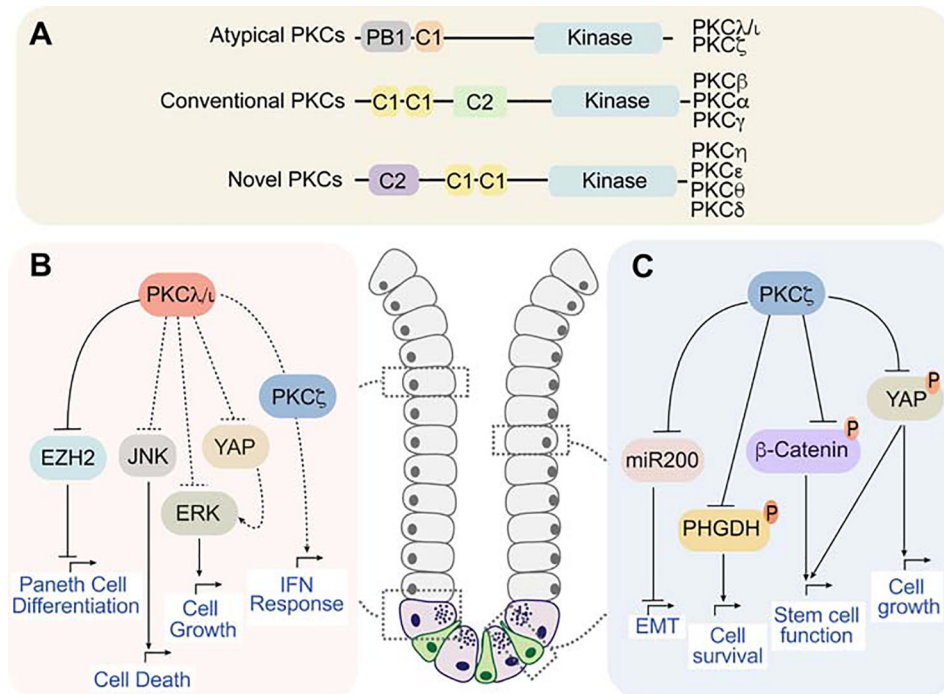 A
Atypical PKCs
PB1
C1
Kinase
PKCλ/ι
PKCζ
Conventional PKCs
C1
C1
C2
Kinase
PKCβ
PKCα
PKCγ
Novel PKCs
C2
C1
C1
Kinase
PKCη
PKCε
PKCθ
PKCδ
B
PKCλ/ι
PKCζ
EZH2
JNK
YAP
ERK
Paneth Cell
Differentiation
Cell
Growth
IFN
Response
Cell Death
C
PKCζ
P
YAP
miR200
P
β-Catenin
P
PHGDH
EMT
Cell
survival
Stem cell
function
Cell
growth